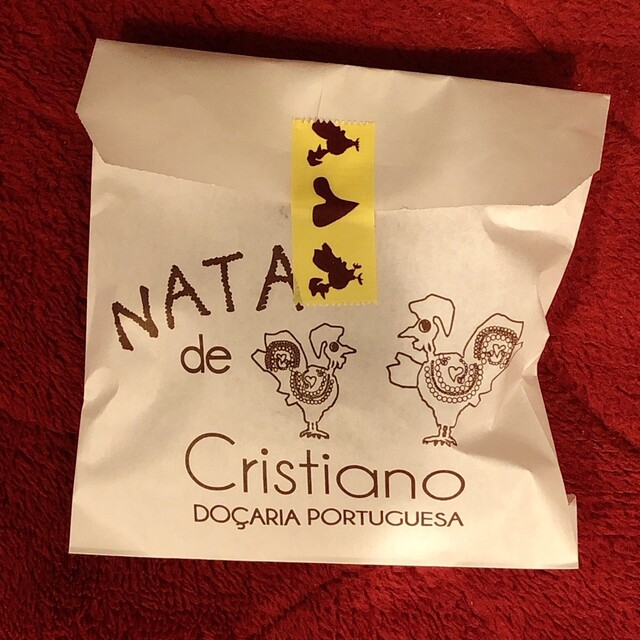 NATA
de
Cristiano
DOÇARIA PORTUGUESA